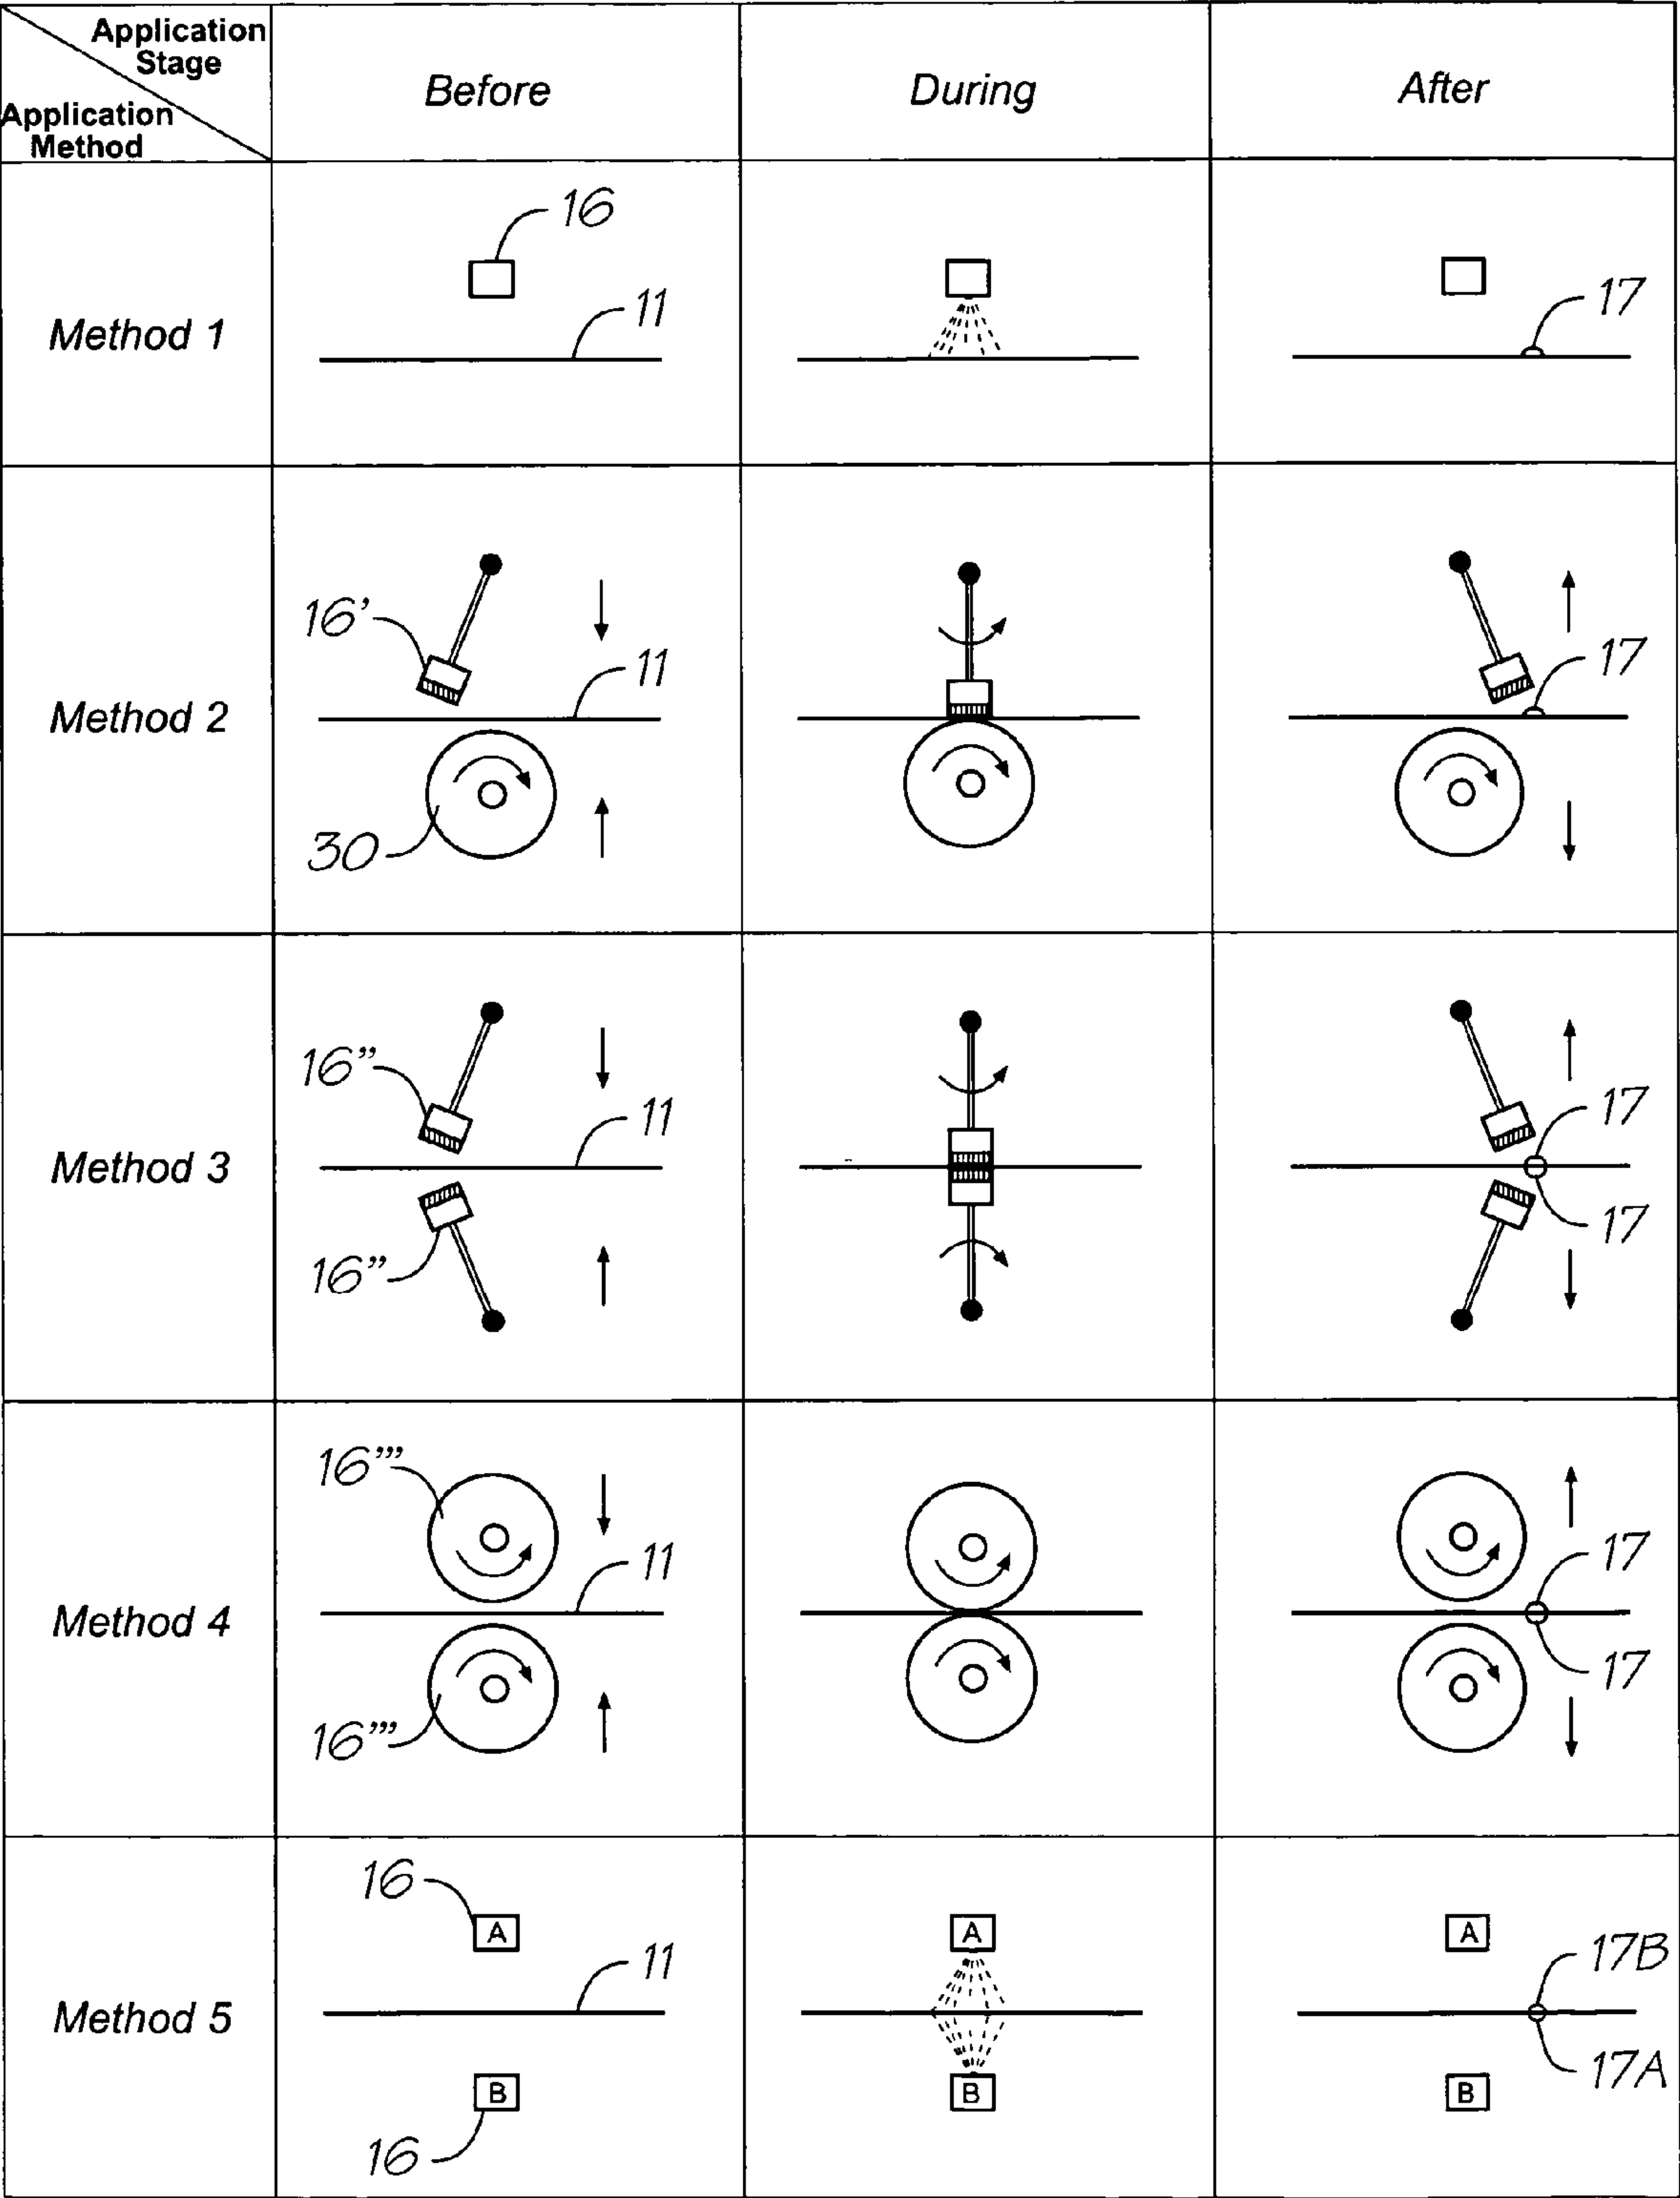 Application
Stage
Application
Method
Before
During
After
Method 1
16
11
17
Method 2
16'
11
30
17
Method 3
16"
11
16"
17
17
Method 4
16'"
11
16'"
17
17
Method 5
16
A
11
B
16
A
B
A
17B
17A
B